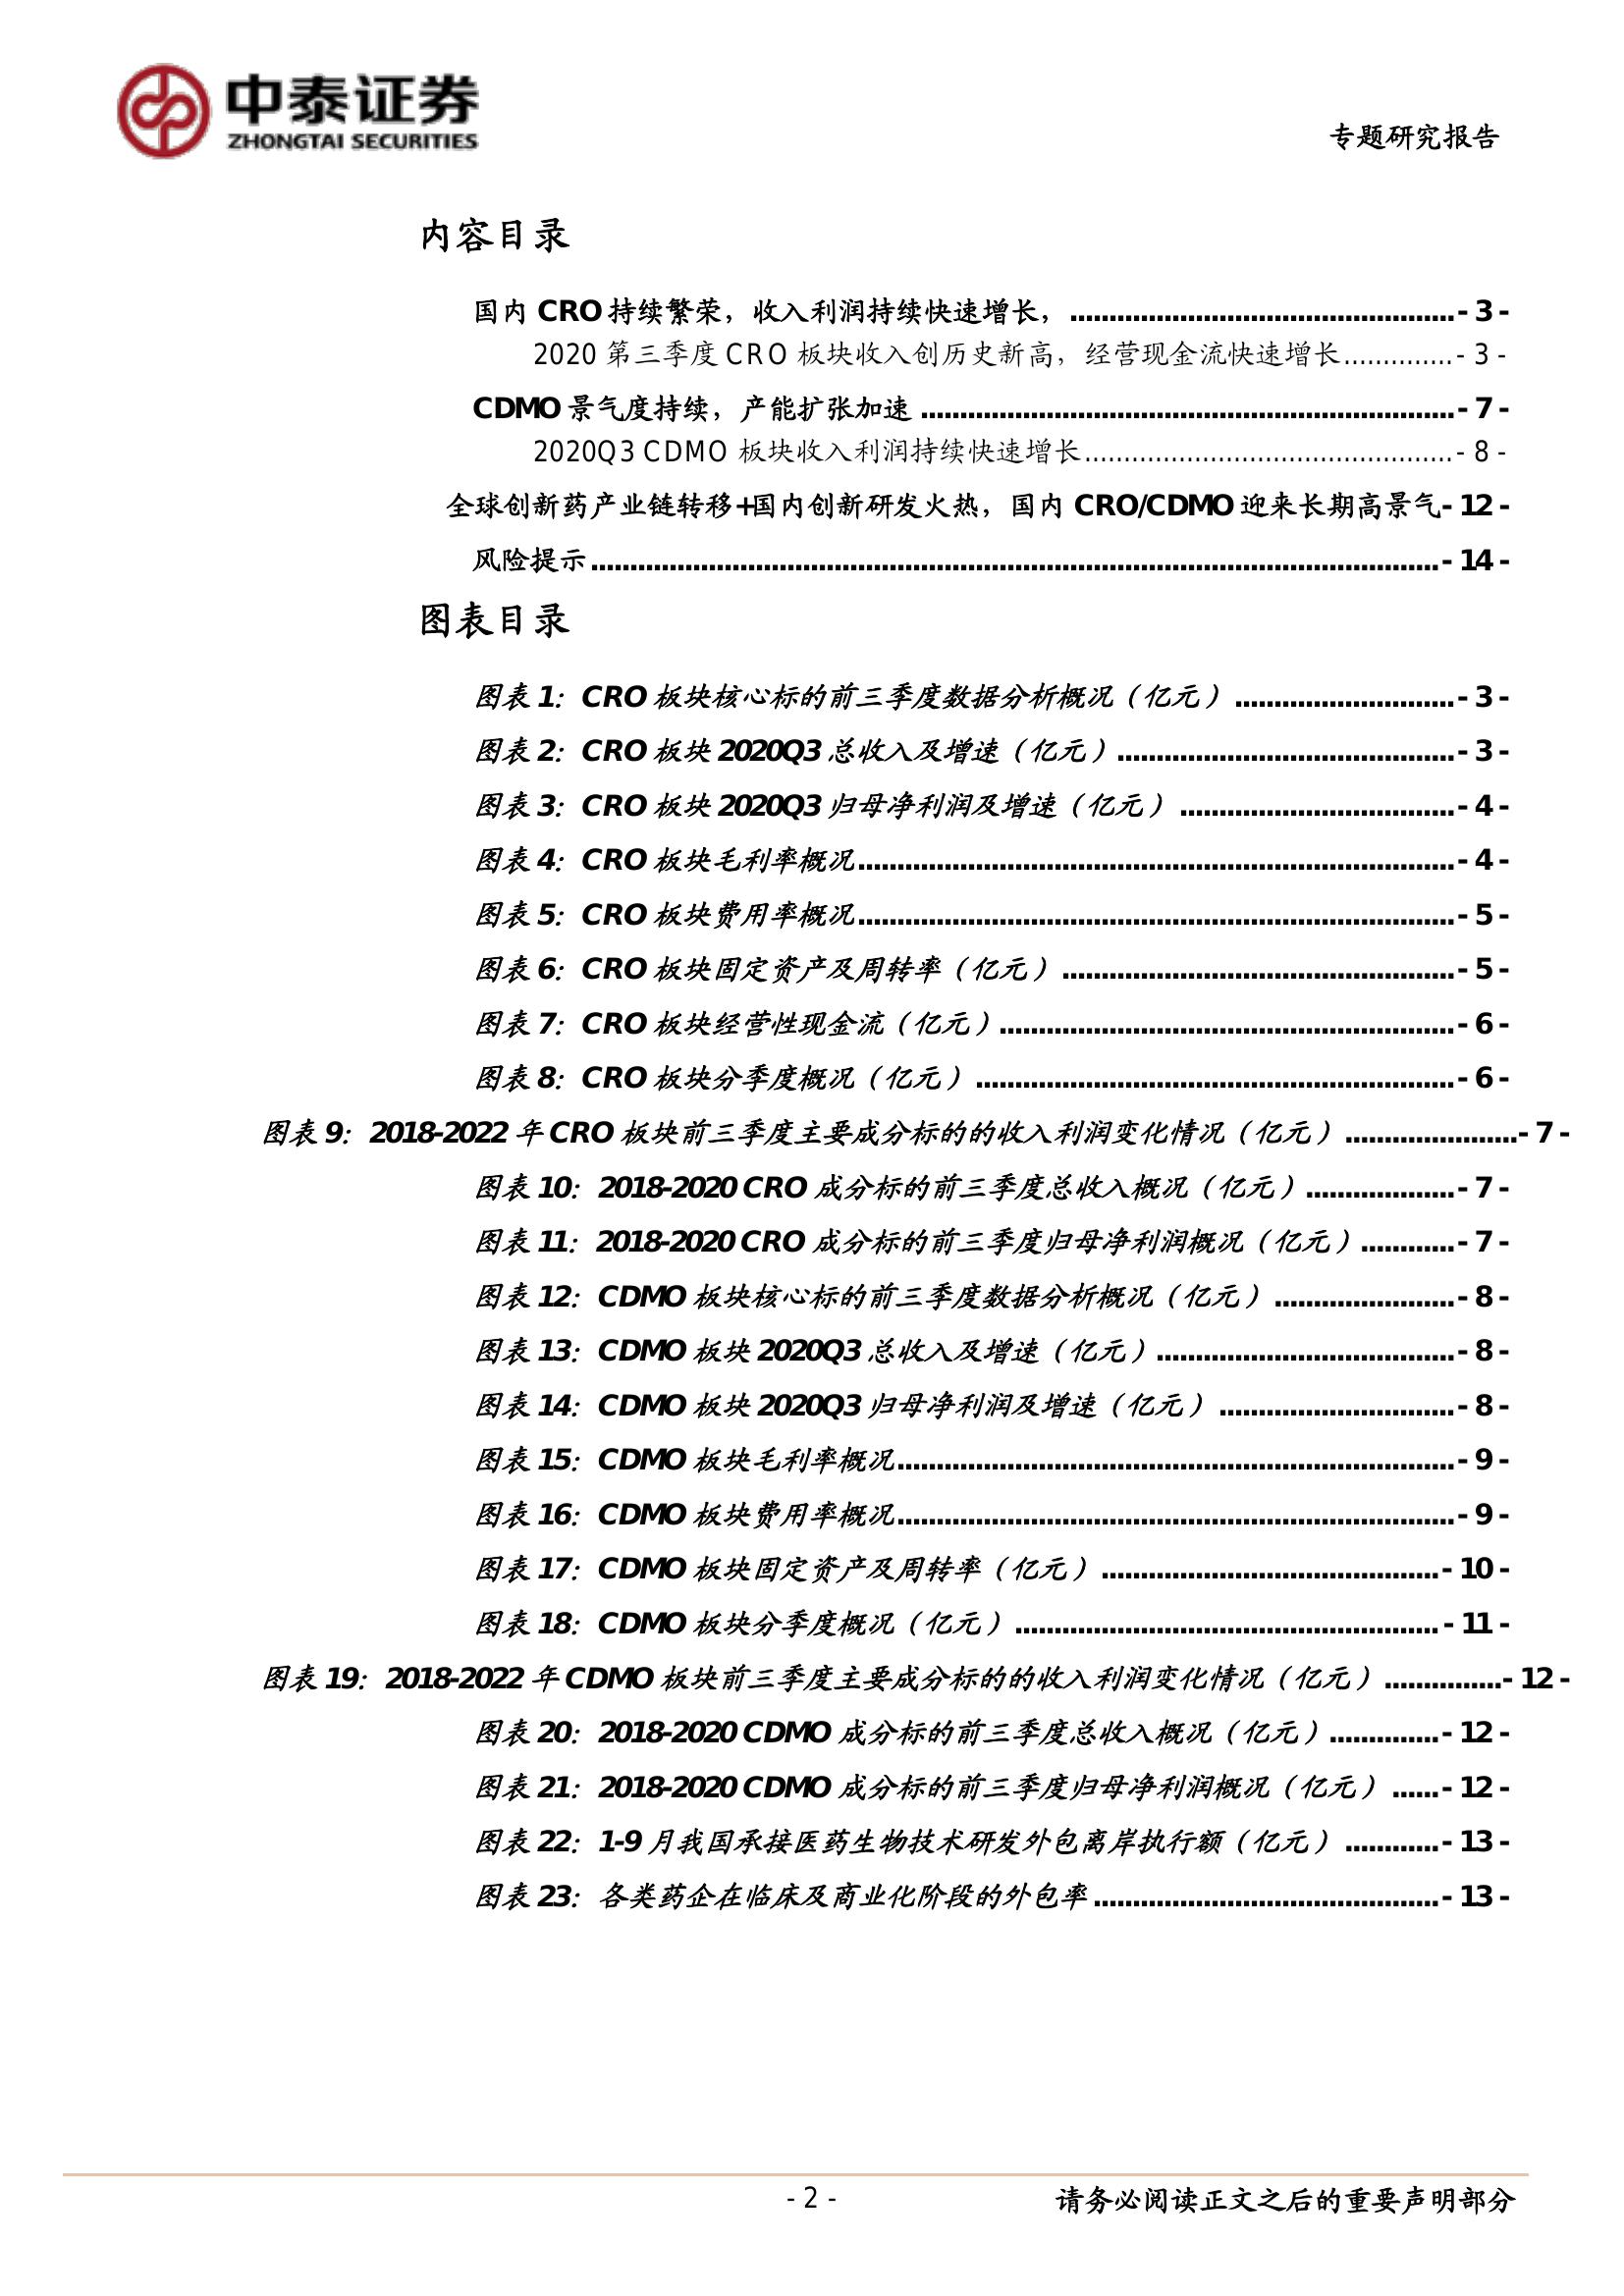 中泰证券
ZHONGTAI SECURITIES
专题研究报告
内容目录
国内 CRO 持续繁荣，收入利润持续快速增长，.................................................- 3 -
2020 第三季度 CRO 板块收入创历史新高，经营现金流快速增长..............- 3 -
CDMO 景气度持续，产能扩张加速 ....................................................................- 7 -
2020Q3 CDMO 板块收入利润持续快速增长...............................................- 8 -
全球创新药产业链转移+国内创新研发火热，国内 CRO/CDMO 迎来长期高景气- 12 -
风险提示............................................................................................................- 14 -
图表目录
图表 1：CRO 板块核心标的前三季度数据分析概况（亿元）............................- 3 -
图表 2：CRO 板块 2020Q3 总收入及增速（亿元）...........................................- 3 -
图表 3：CRO 板块 2020Q3 归母净利润及增速（亿元）...................................- 4 -
图表 4：CRO 板块毛利率概况............................................................................- 4 -
图表 5：CRO 板块费用率概况............................................................................- 5 -
图表 6：CRO 板块固定资产及周转率（亿元）..................................................- 5 -
图表 7：CRO 板块经营性现金流（亿元）..........................................................- 6 -
图表 8：CRO 板块分季度概况（亿元）.............................................................- 6 -
图表 9：2018-2022 年 CRO 板块前三季度主要成分标的的收入利润变化情况（亿元）......................- 7 -
图表 10：2018-2020 CRO 成分标的前三季度总收入概况（亿元）...................- 7 -
图表 11：2018-2020 CRO 成分标的前三季度归母净利润概况（亿元）............- 7 -
图表 12：CDMO 板块核心标的前三季度数据分析概况（亿元）.......................- 8 -
图表 13：CDMO 板块 2020Q3 总收入及增速（亿元）......................................- 8 -
图表 14：CDMO 板块 2020Q3 归母净利润及增速（亿元）..............................- 8 -
图表 15：CDMO 板块毛利率概况.......................................................................- 9 -
图表 16：CDMO 板块费用率概况.......................................................................- 9 -
图表 17：CDMO 板块固定资产及周转率（亿元）...........................................- 10 -
图表 18：CDMO 板块分季度概况（亿元）......................................................- 11 -
图表 19：2018-2022 年 CDMO 板块前三季度主要成分标的的收入利润变化情况（亿元）...............- 12 -
图表 20：2018-2020 CDMO 成分标的前三季度总收入概况（亿元）..............- 12 -
图表 21：2018-2020 CDMO 成分标的前三季度归母净利润概况（亿元）......- 12 -
图表 22：1-9 月我国承接医药生物技术研发外包离岸执行额（亿元）............- 13 -
图表 23：各类药企在临床及商业化阶段的外包率............................................- 13 -
- 2 -
请务必阅读正文之后的重要声明部分